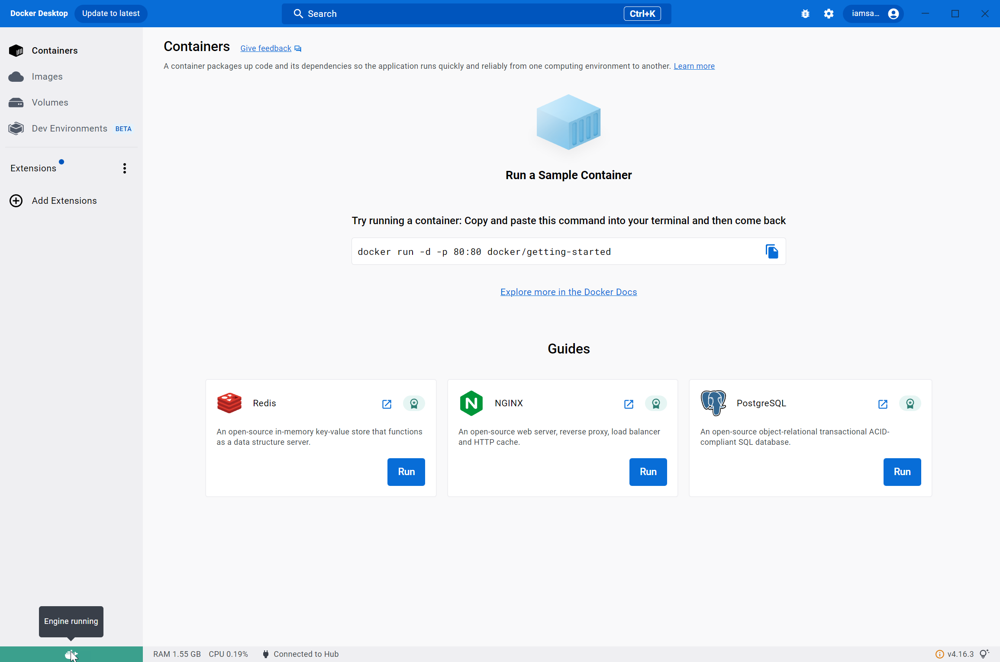 Docker Desktop
Update to latest
Search
Ctrl+K
iamsa...
Containers
Images
Volumes
Dev Environments BETA
Extensions
Add Extensions
Containers
Give feedback
A container packages up code and its dependencies so the application runs quickly and reliably from one computing environment to another. Learn more
Run a Sample Container
Try running a container: Copy and paste this command into your terminal and then come back
docker run -d -p 80:80 docker/getting-started
Explore more in the Docker Docs
Guides
Redis
An open-source in-memory key-value store that functions
as a data structure server.
Run
NGINX
An open-source web server, reverse proxy, load balancer
and HTTP cache.
Run
PostgreSQL
An open-source object-relational transactional ACID-
compliant SQL database.
Run
Engine running
RAM 1.55 GB CPU 0.19% Connected to Hub
v4.16.3